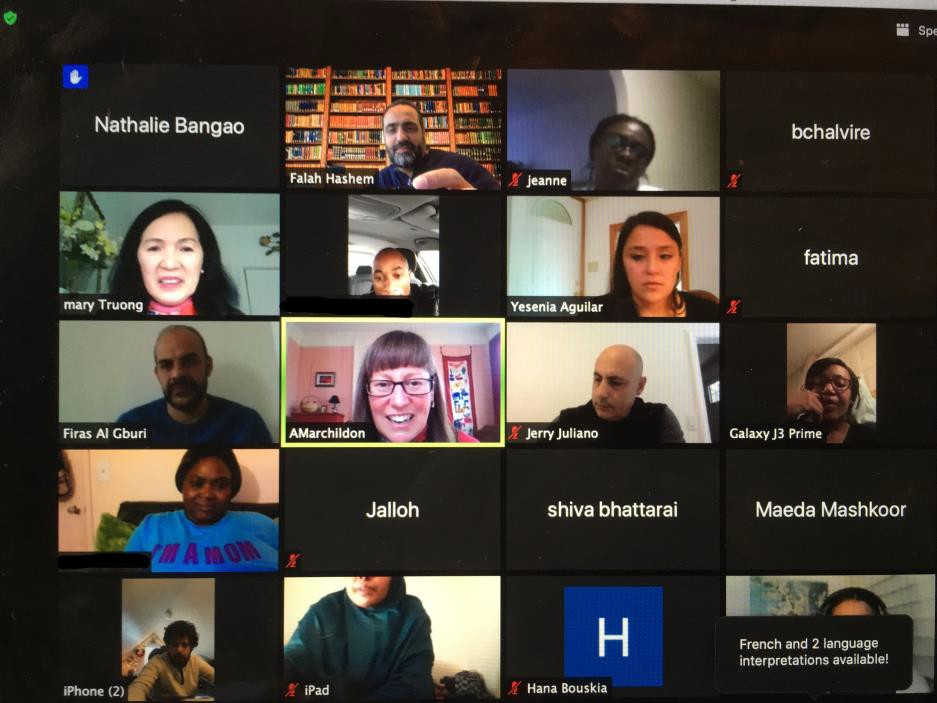 Spe
Nathalie Bangao
Falah Hashem
jeanne
bchalvire
mary Truong
Yesenia Aguilar
fatima
Firas Al Gburi
AMarchildon
Jerry Juliano
Galaxy J3 Prime
I'M A MOM
Jalloh
shiva bhattarai
Maeda Mashkoor
iPhone (2)
iPad
H
Hana Bouskia
French and 2 language
interpretations available!